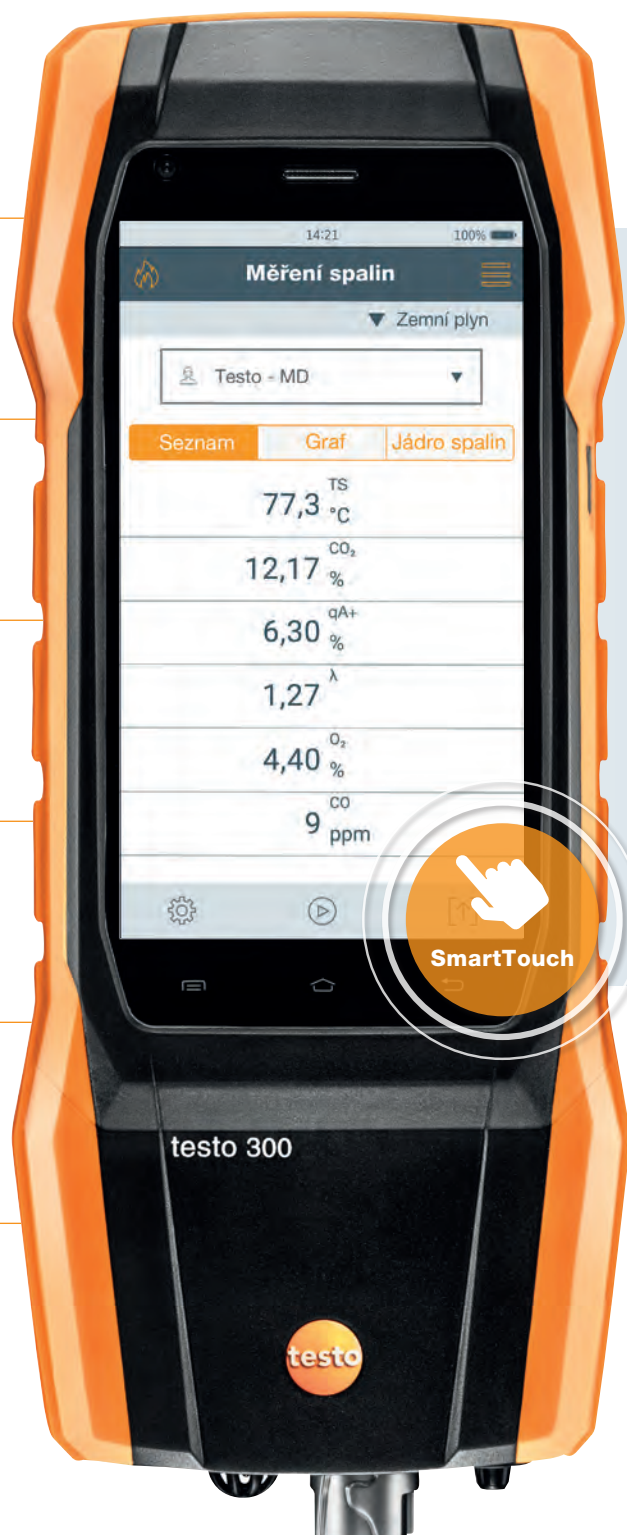 14:21 100%
Měření spalin
▼ Zemní plyn
Testo - MD ▼
Seznam Graf Jádro spalin
77,3 TS °C
12,17 CO₂ %
6,30 qA+ %
1,27 λ
4,40 O₂ %
9 CO ppm
SmartTouch
testo 300
testo